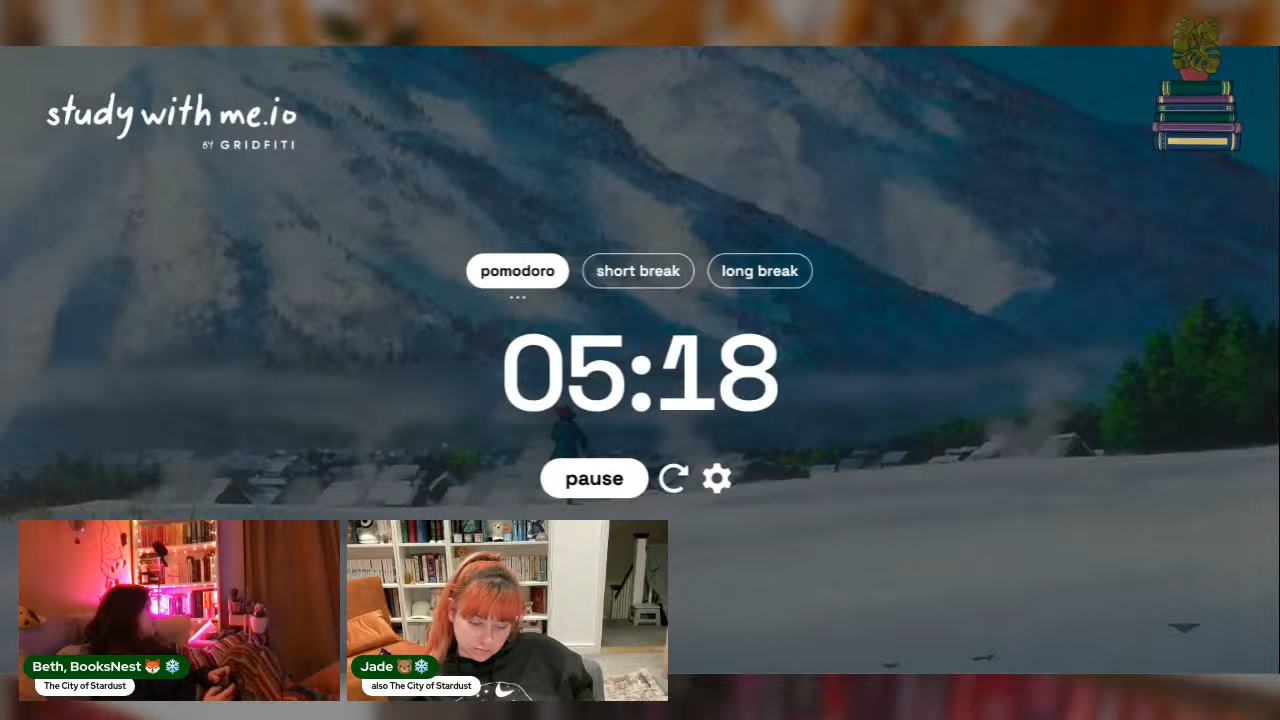 study with me.io
BY GRIDFITI
pomodoro
short break
long break
05:18
pause
Beth, BooksNest 🦊 ❄️
The City of Stardust
Jade 🐻❄️
also The City of Stardust